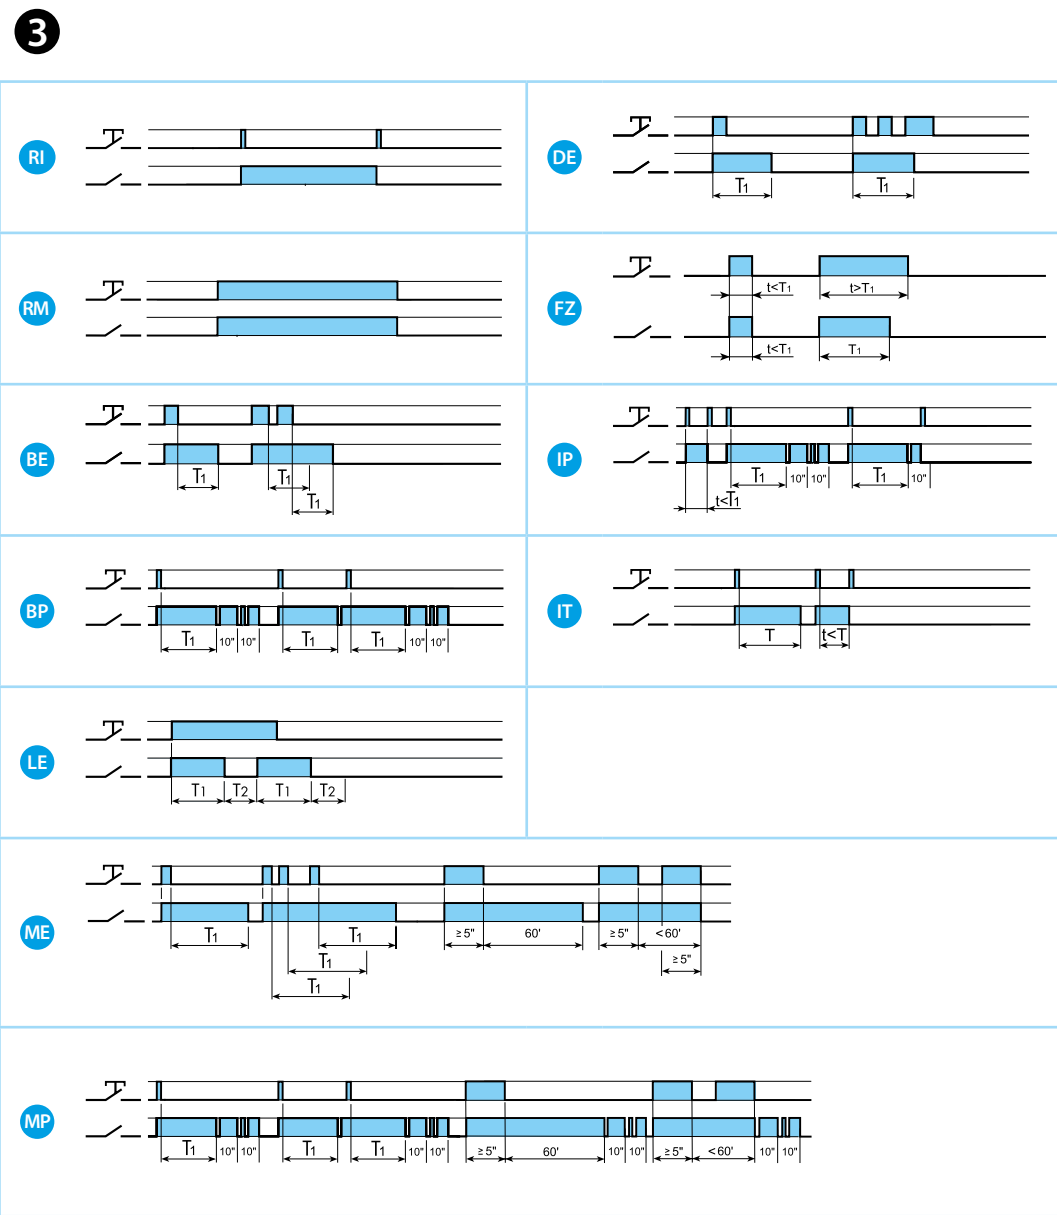 3
RI
DE
T1 T1
RM
FZ
t<T1 t>T1
t<T1 T1
BE
T1 T1
T1
IP
T1 10" 10" T1 10"
t<T1
BP
T1 10" 10" T1 T1 10" 10"
IT
T t<T
LE
T1 T2 T1 T2
ME
T1 T1 ≥5" 60' ≥5" <60'
T1 ≥5"
T1
MP
T1 10" 10" T1 T1 10" 10" ≥5" 60' 10" 10" ≥5" <60' 10" 10"